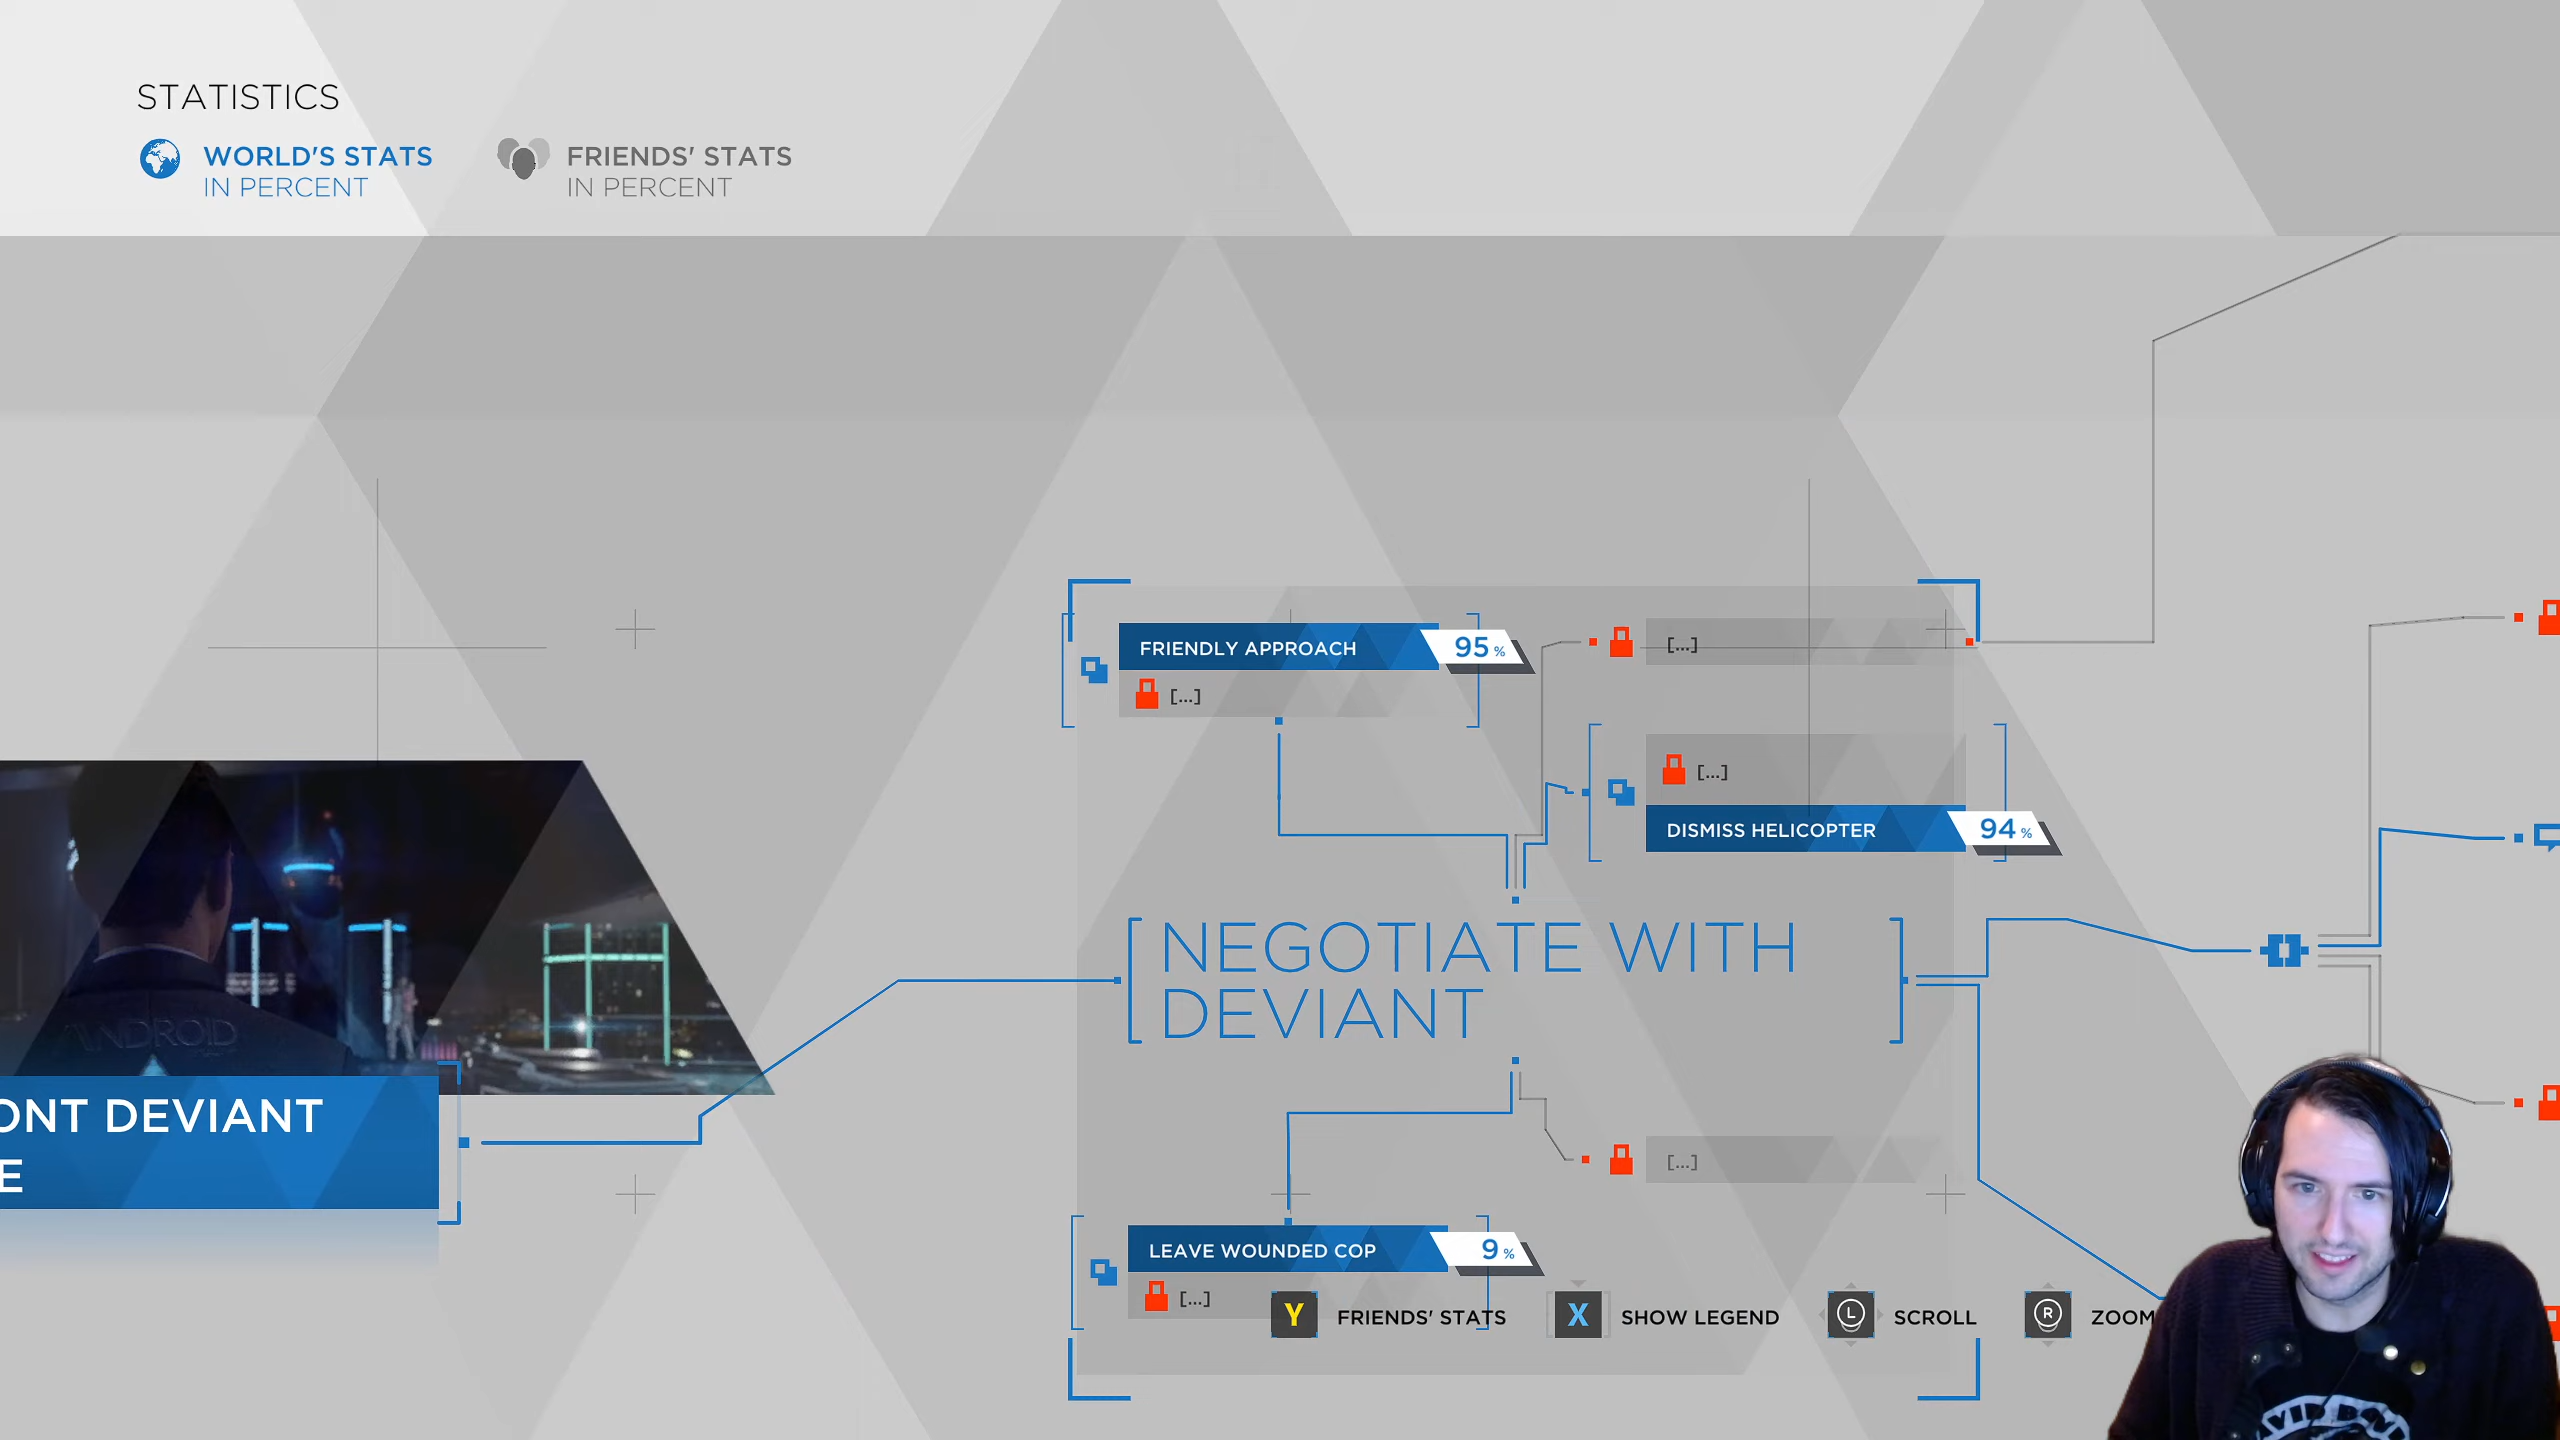 STATISTICS
WORLD'S STATS
IN PERCENT
FRIENDS' STATS
IN PERCENT
FRIENDLY APPROACH
95 %
[...]
[...]
[...]
DISMISS HELICOPTER
94 %
NEGOTIATE WITH
DEVIANT
ANDROID
ONT DEVIANT
E
[...]
LEAVE WOUNDED COP
9 %
[...]
Y
FRIENDS' STATS
X
SHOW LEGEND
L
SCROLL
R
ZOOM